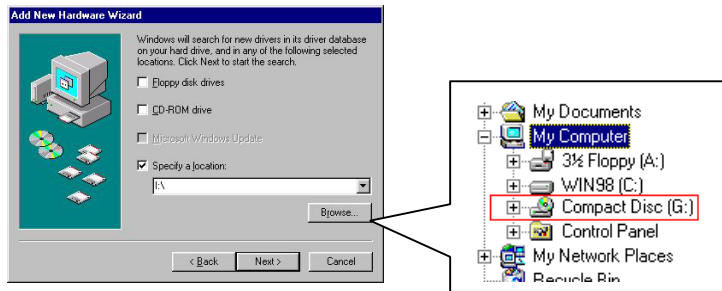 Add New Hardware Wizard
Windows will search for new drivers in its driver database
on your hard drive, and in any of the following selected
locations. Click Next to start the search.
Floppy disk drives
CD-ROM drive
Microsoft Windows Update
Specify a location:
I:\
Browse...
< Back
Next >
Cancel
My Documents
My Computer
3½ Floppy (A:)
WIN98 (C:)
Compact Disc (G:)
Control Panel
My Network Places
Recycle Bin